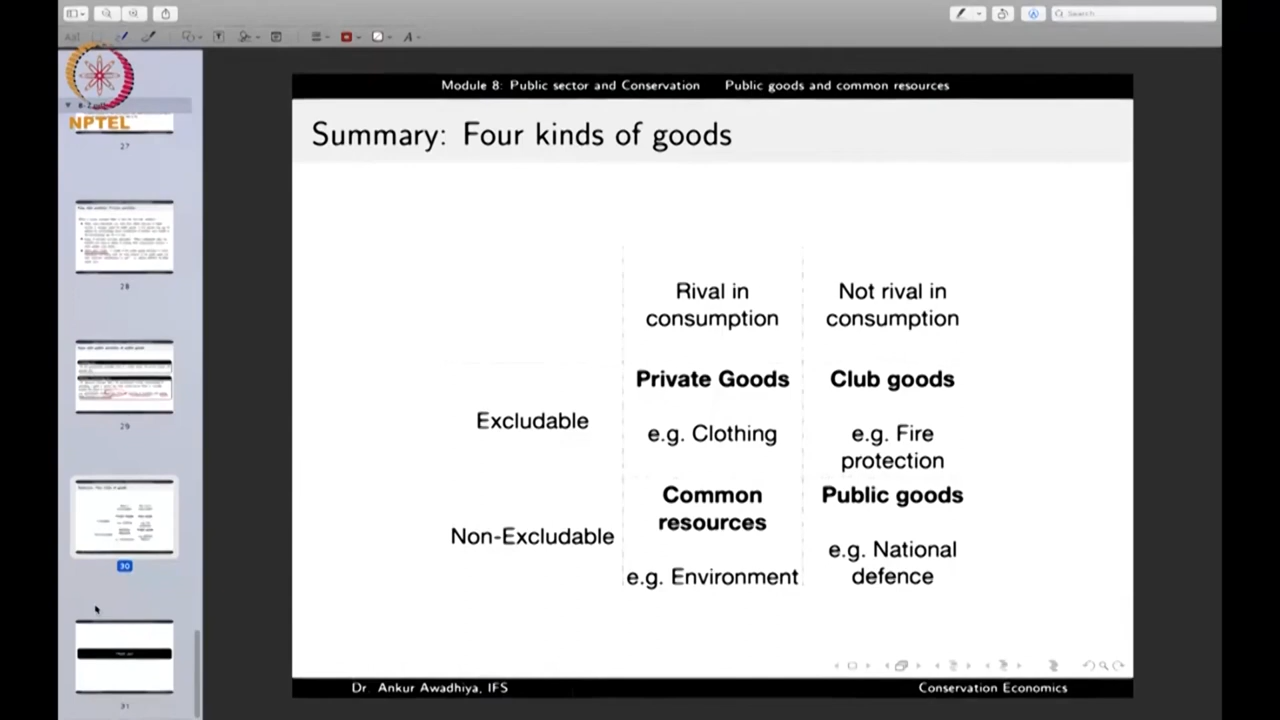 Search
NPTEL
27
28
29
30
31
Module 8: Public sector and Conservation Public goods and common resources
Summary: Four kinds of goods
Rival in
consumption
Not rival in
consumption
Excludable
Private Goods
e.g. Clothing
Club goods
e.g. Fire
protection
Non-Excludable
Common
resources
e.g. Environment
Public goods
e.g. National
defence
Dr. Ankur Awadhiya, IFS
Conservation Economics